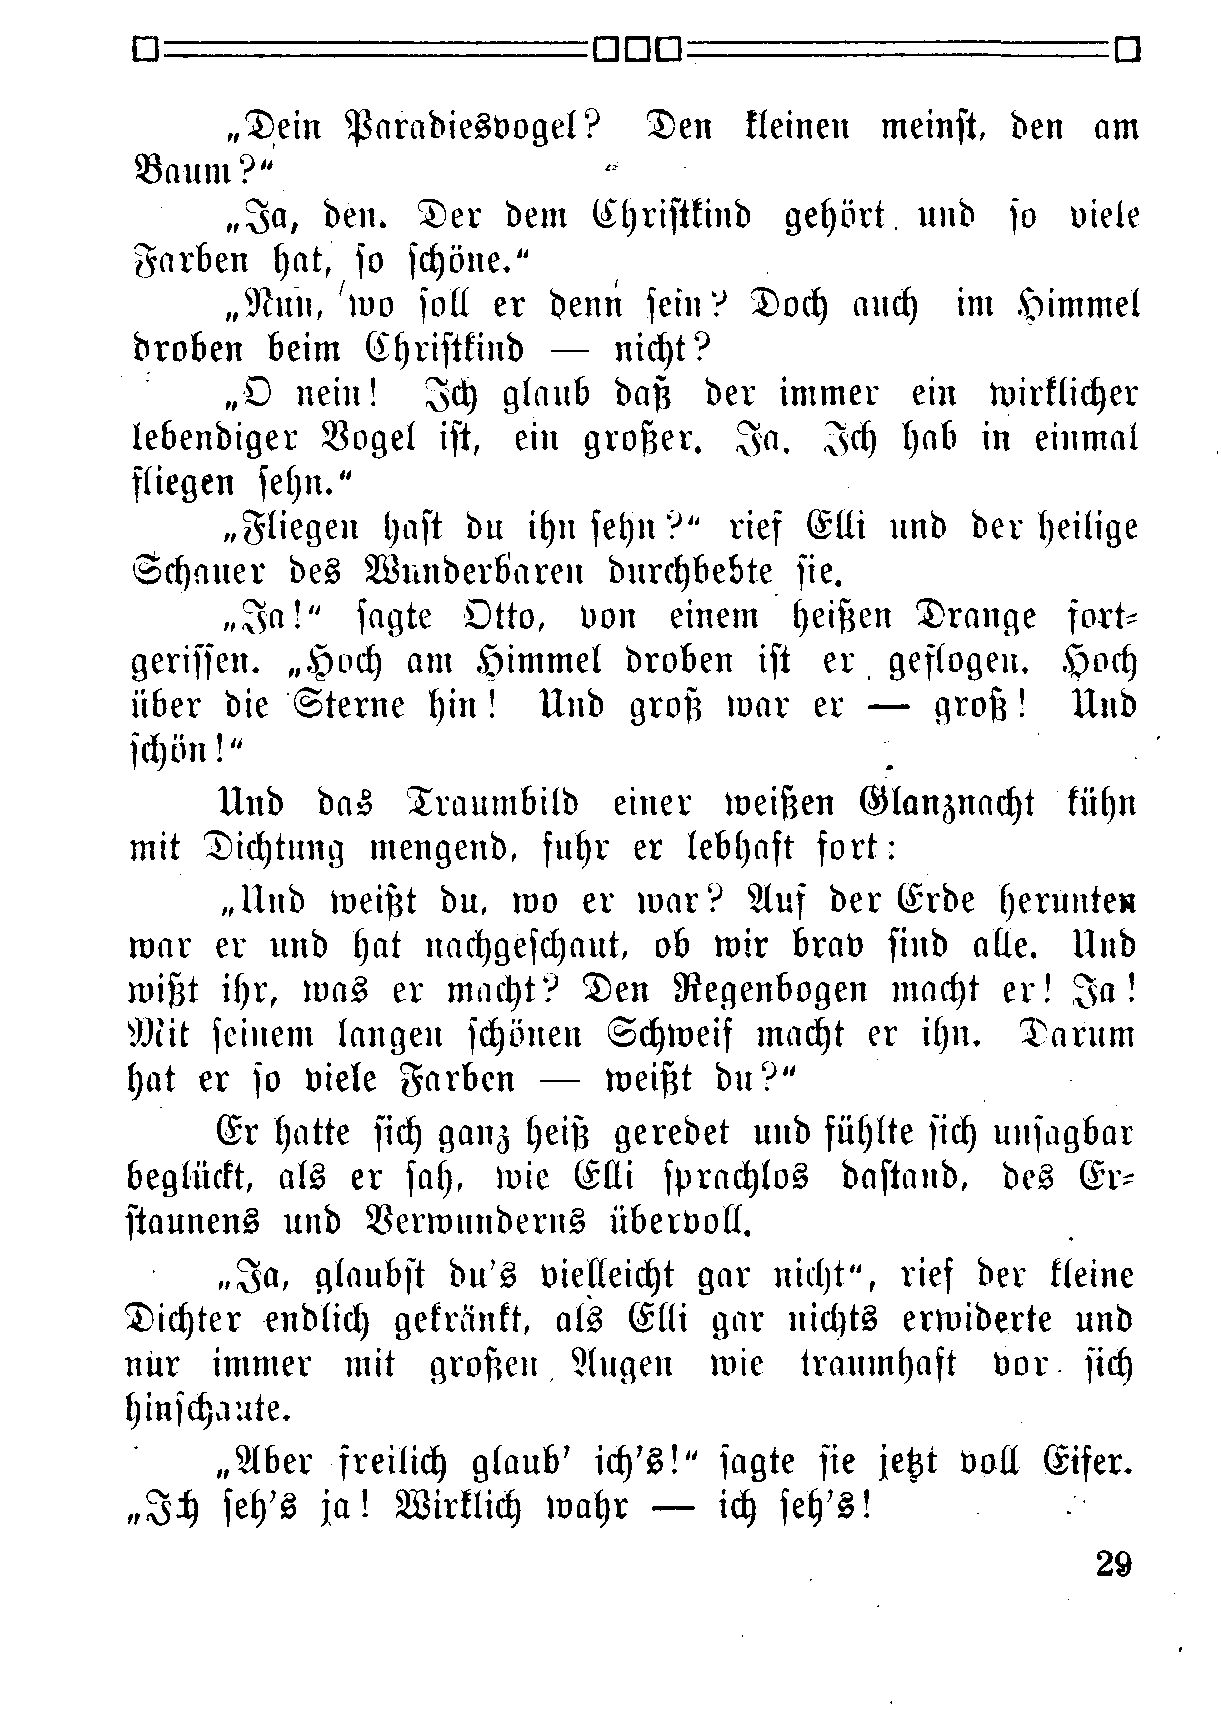 „Dein Paradiesvogel? Den kleinen meinst, den am
Baum?“
„Ja, den. Der dem Christkind gehört und so viele
Farben hat, so schöne.“
„Nun, wo soll er denn sein? Doch auch im Himmel
droben beim Christkind — nicht?
„O nein! Ich glaub daß der immer ein wirklicher
lebendiger Vogel ist, ein großer. Ja. Ich hab in einmal
fliegen sehn.“
„Fliegen hast du ihn sehn?“ rief Elli und der heilige
Schauer des Wunderbaren durchbebte sie.
„Ja!“ sagte Otto, von einem heißen Drange fort-
gerissen. „Hoch am Himmel droben ist er geflogen. Hoch
über die Sterne hin! Und groß war er — groß! Und
schön!“
Und das Traumbild einer weißen Glanznacht kühn
mit Dichtung mengend, fuhr er lebhaft fort:
„Und weißt du, wo er war? Auf der Erde herunten
war er und hat nachgeschaut, ob wir brav sind alle. Und
wißt ihr, was er macht? Den Regenbogen macht er! Ja!
Mit seinem langen schönen Schweif macht er ihn. Darum
hat er so viele Farben — weißt du?“
Er hatte sich ganz heiß geredet und fühlte sich unsagbar
beglückt, als er sah, wie Elli sprachlos dastand, des Er-
staunens und Verwunderns übervoll.
„Ja, glaubst du's vielleicht gar nicht“, rief der kleine
Dichter endlich gekränkt, als Elli gar nichts erwiderte und
nur immer mit großen Augen wie traumhaft vor sich
hinschaute.
„Aber freilich glaub' ich's!“ sagte sie jetzt voll Eifer.
„Ich seh's ja! Wirklich wahr — ich seh's!
29